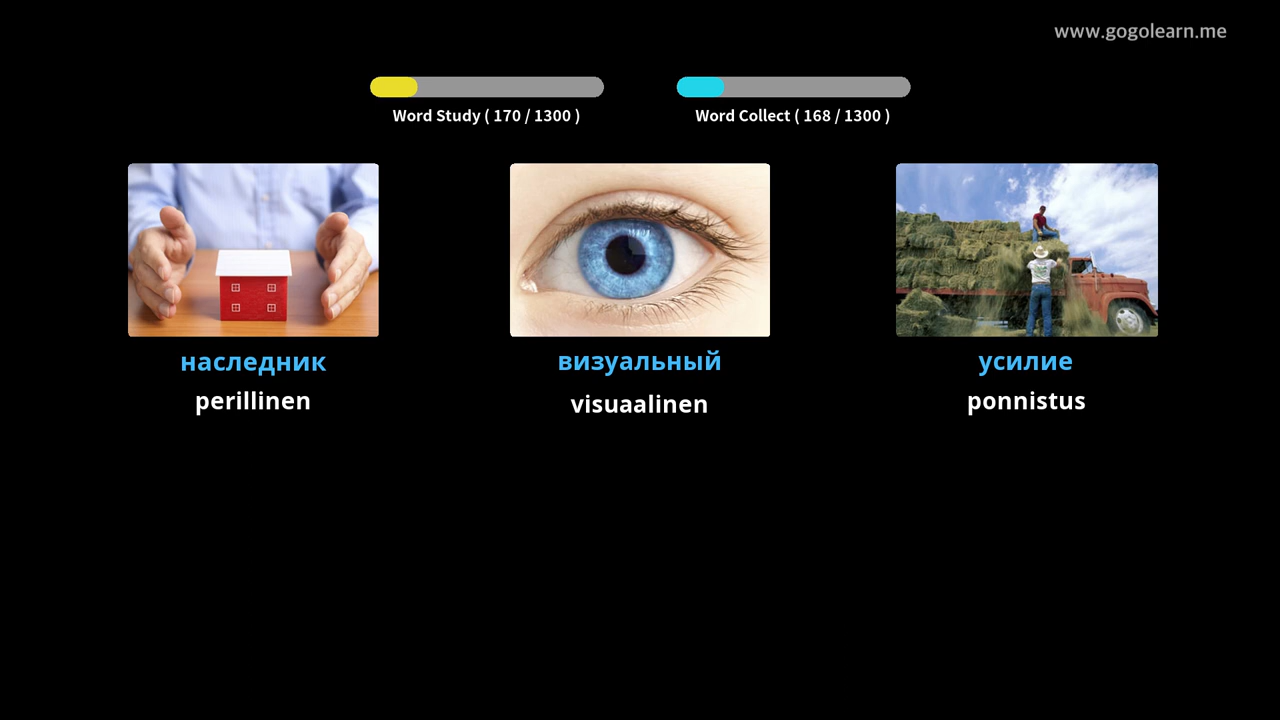 www.gogolearn.me
Word Study ( 170 / 1300 )
Word Collect ( 168 / 1300 )
наследник
perillinen
визуальный
visuaalinen
усилие
ponnistus